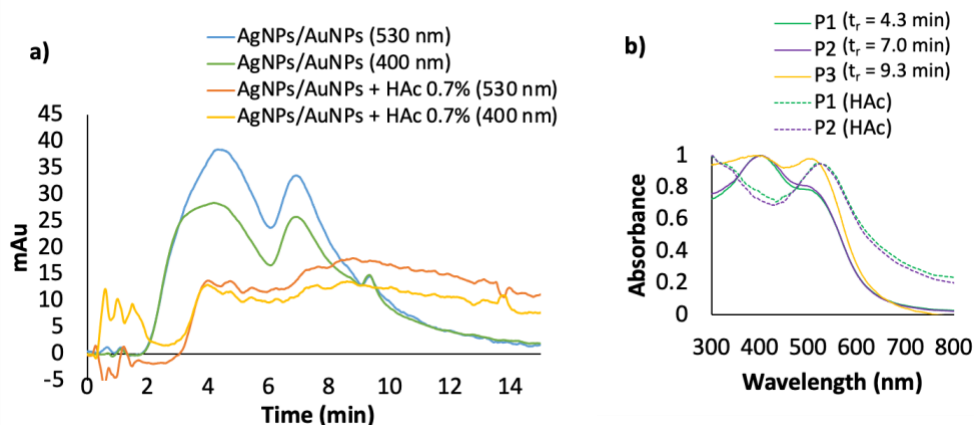 a)
AgNPs/AuNPs (530 nm)
AgNPs/AuNPs (400 nm)
AgNPs/AuNPs + HAc 0.7% (530 nm)
AgNPs/AuNPs + HAc 0.7% (400 nm)
45
40
35
30
25
20
15
10
5
0
-5
mAu
0 2 4 6 8 10 12 14
Time (min)
b)
P1 (tr = 4.3 min)
P2 (tr = 7.0 min)
P3 (tr = 9.3 min)
P1 (HAc)
P2 (HAc)
1
0.8
0.6
0.4
0.2
0
Absorbance
300 400 500 600 700 800
Wavelength (nm)